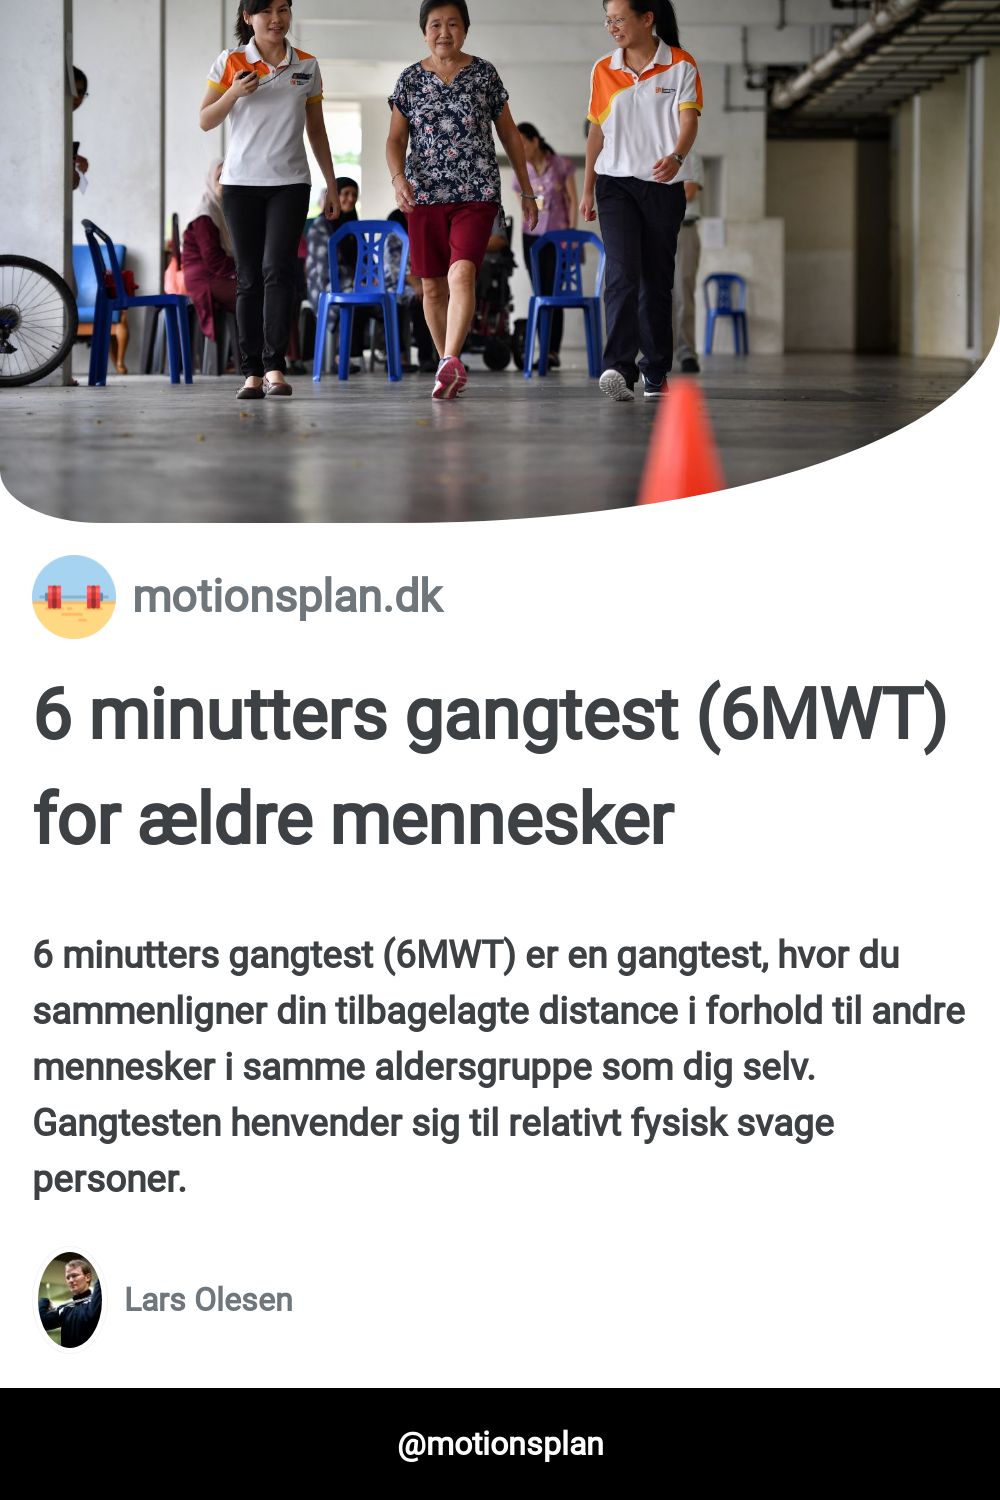 motionsplan.dk
6 minutters gangtest (6MWT)
for ældre mennesker
6 minutters gangtest (6MWT) er en gangtest, hvor du
sammenligner din tilbagelagte distance i forhold til andre
mennesker i samme aldersgruppe som dig selv.
Gangtesten henvender sig til relativt fysisk svage
personer.
Lars Olesen
@motionsplan